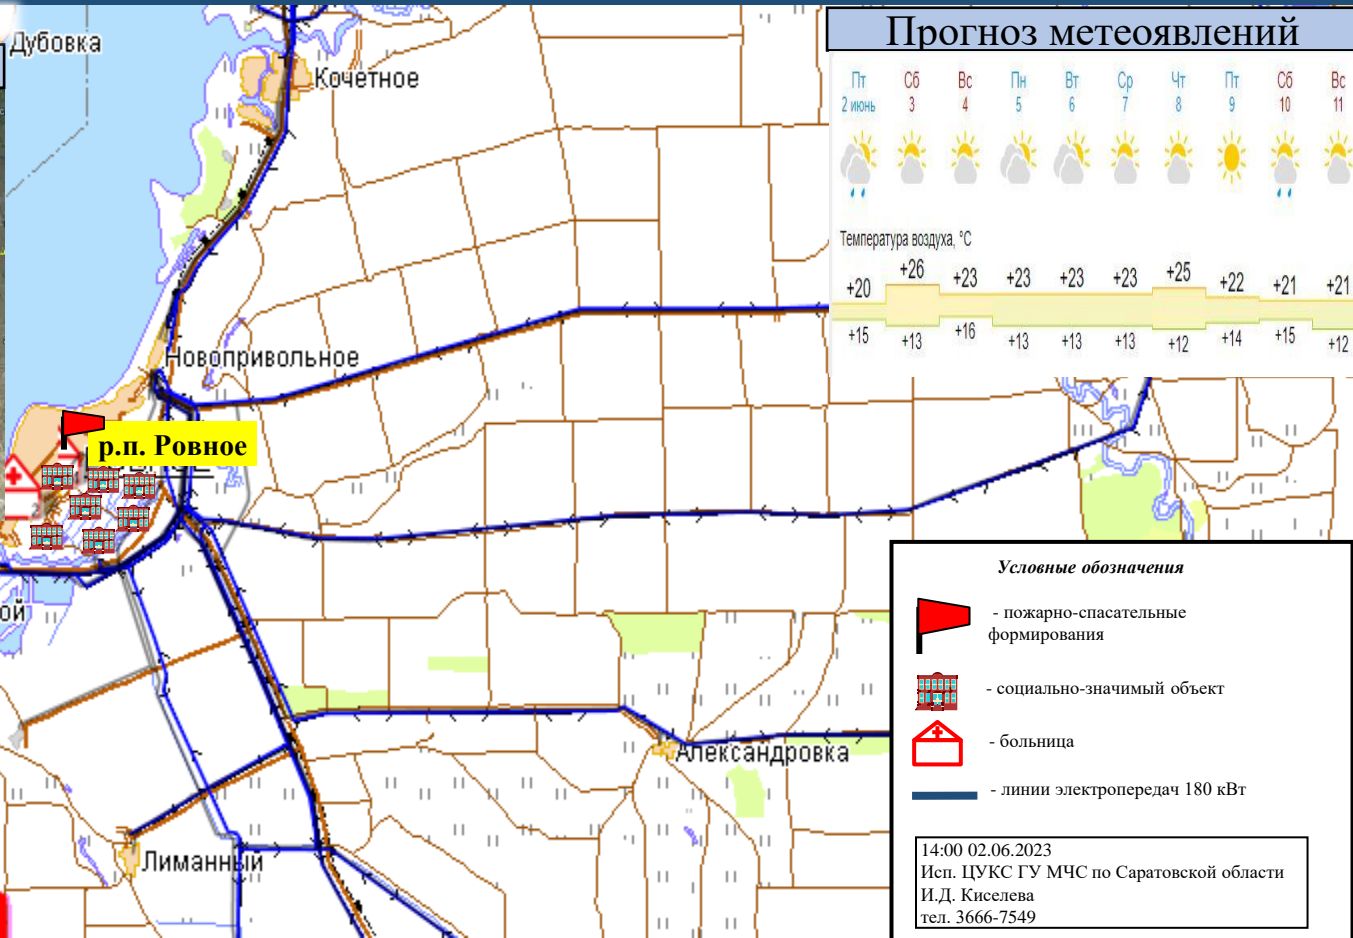 Прогноз метеоявлений
Дубовка
Кочетное
Пт Сб Вс Пн Вт Ср Чт Пт Сб Вс
2 июнь 3 4 5 6 7 8 9 10 11
Температура воздуха, °C
+20 +26 +23 +23 +23 +23 +25 +22 +21 +21
+15 +13 +16 +13 +13 +13 +12 +14 +15 +12
Новопривольное
р.п. Ровное
2
ой
Александровка
Лиманный
Условные обозначения
- пожарно-спасательные
формирования
- социально-значимый объект
- больница
- линии электропередач 180 кВт
14:00 02.06.2023
Исп. ЦУКС ГУ МЧС по Саратовской области
И.Д. Киселева
тел. 3666-7549